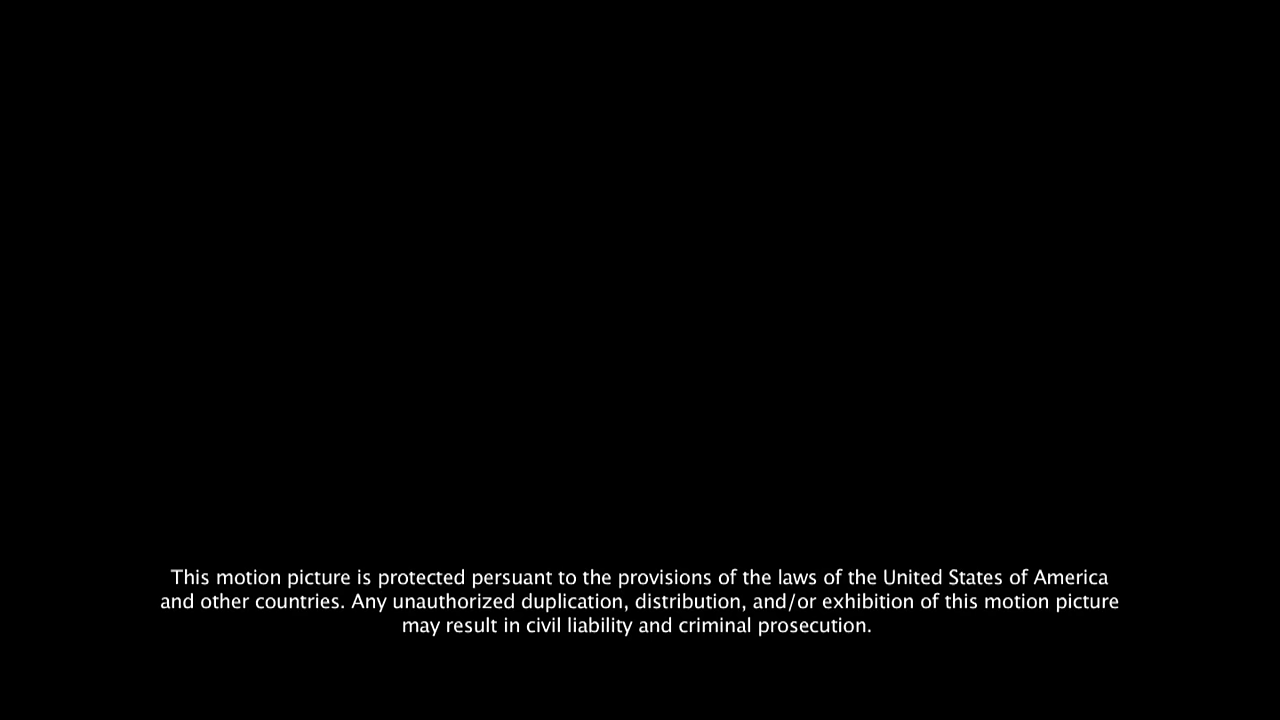 This motion picture is protected persuant to the provisions of the laws of the United States of America
and other countries. Any unauthorized duplication, distribution, and/or exhibition of this motion picture
may result in civil liability and criminal prosecution.